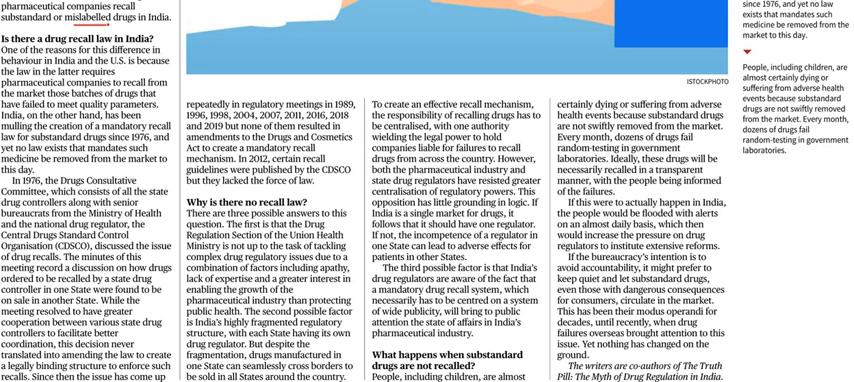 pharmaceutical companies recall
substandard or mislabelled drugs in India.
Is there a drug recall law in India?
One of the reasons for this difference in
behaviour in India and the U.S. is because
the law in the latter requires
pharmaceutical companies to recall from
the market those batches of drugs that
have failed to meet quality parameters.
India, on the other hand, has been
mulling the creation of a mandatory recall
law for substandard drugs since 1976, and
yet no law exists that mandates such
medicine be removed from the market to
this day.
In 1976, the Drugs Consultative
Committee, which consists of all the state
drug controllers along with senior
bureaucrats from the Ministry of Health
and the national drug regulator, the
Central Drugs Standard Control
Organisation (CDSCO), discussed the issue
of drug recalls. The minutes of this
meeting record a discussion on how drugs
ordered to be recalled by a state drug
controller in one State were found to be
on sale in another State. While the
meeting resolved to have greater
cooperation between various state drug
controllers to facilitate better
coordination, this decision never
translated into amending the law to create
a legally binding structure to enforce such
recalls. Since then the issue has come up
ISTOCKPHOTO
repeatedly in regulatory meetings in 1989,
1996, 1998, 2004, 2007, 2011, 2016, 2018
and 2019 but none of them resulted in
amendments to the Drugs and Cosmetics
Act to create a mandatory recall
mechanism. In 2012, certain recall
guidelines were published by the CDSCO
but they lacked the force of law.
Why is there no recall law?
There are three possible answers to this
question. The first is that the Drug
Regulation Section of the Union Health
Ministry is not up to the task of tackling
complex drug regulatory issues due to a
combination of factors including apathy,
lack of expertise and a greater interest in
enabling the growth of the
pharmaceutical industry than protecting
public health. The second possible factor
is India's highly fragmented regulatory
structure, with each State having its own
drug regulator. But despite the
fragmentation, drugs manufactured in
one State can seamlessly cross borders to
be sold in all States around the country.
To create an effective recall mechanism,
the responsibility of recalling drugs has to
be centralised, with one authority
wielding the legal power to hold
companies liable for failures to recall
drugs from across the country. However,
both the pharmaceutical industry and
state drug regulators have resisted greater
centralisation of regulatory powers. This
opposition has little grounding in logic. If
India is a single market for drugs, it
follows that it should have one regulator.
If not, the incompetence of a regulator in
one State can lead to adverse effects for
patients in other States.
The third possible factor is that India's
drug regulators are aware of the fact that
a mandatory drug recall system, which
necessarily has to be centred on a system
of wide publicity, will bring to public
attention the state of affairs in India's
pharmaceutical industry.
What happens when substandard
drugs are not recalled?
People, including children, are almost
certainly dying or suffering from adverse
health events because substandard drugs
are not swiftly removed from the market.
Every month, dozens of drugs fail
random-testing in government
laboratories. Ideally, these drugs will be
necessarily recalled in a transparent
manner, with the people being informed
of the failures.
If this were to actually happen in India,
the people would be flooded with alerts
on an almost daily basis, which then
would increase the pressure on drug
regulators to institute extensive reforms.
If the bureaucracy's intention is to
avoid accountability, it might prefer to
keep quiet and let substandard drugs,
even those with dangerous consequences
for consumers, circulate in the market.
This has been their modus operandi for
decades, until recently, when drug
failures overseas brought attention to this
issue. Yet nothing has changed on the
ground.
The writers are co-authors of The Truth
Pill: The Myth of Drug Regulation in India.
since 1976, and yet no law
exists that mandates such
medicine be removed from the
market to this day.
People, including children, are
almost certainly dying or
suffering from adverse health
events because substandard
drugs are not swiftly removed
from the market. Every month,
dozens of drugs fail
random-testing in government
laboratories.